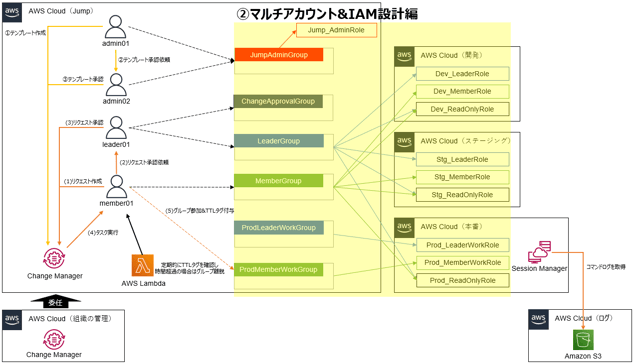 ②マルチアカウント&IAM設計編
aws
AWS Cloud（Jump）
①テンプレート作成
admin01
②テンプレート承認依頼
③テンプレート承認
admin02
(3)リクエスト承認
leader01
(2)リクエスト承認依頼
(1)リクエスト作成
member01
(5)グループ参加&TTLタグ付与
(4)タスク実行
Change Manager
AWS Lambda
定期的にTTLタグを確認し
時間超過の場合はグループ離脱
Jump_AdminRole
JumpAdminGroup
ChangeApprovalGroup
LeaderGroup
MemberGroup
ProdLeaderWorkGroup
ProdMemberWorkGroup
aws
AWS Cloud（開発）
Dev_LeaderRole
Dev_MemberRole
Dev_ReadOnlyRole
aws
AWS Cloud（ステージング）
Stg_LeaderRole
Stg_MemberRole
Stg_ReadOnlyRole
aws
AWS Cloud（本番）
Prod_LeaderWorkRole
Prod_MemberWorkRole
Prod_ReadOnlyRole
Session Manager
コマンドログを取得
委任
aws
AWS Cloud（組織の管理）
Change Manager
aws
AWS Cloud（ログ）
Amazon S3